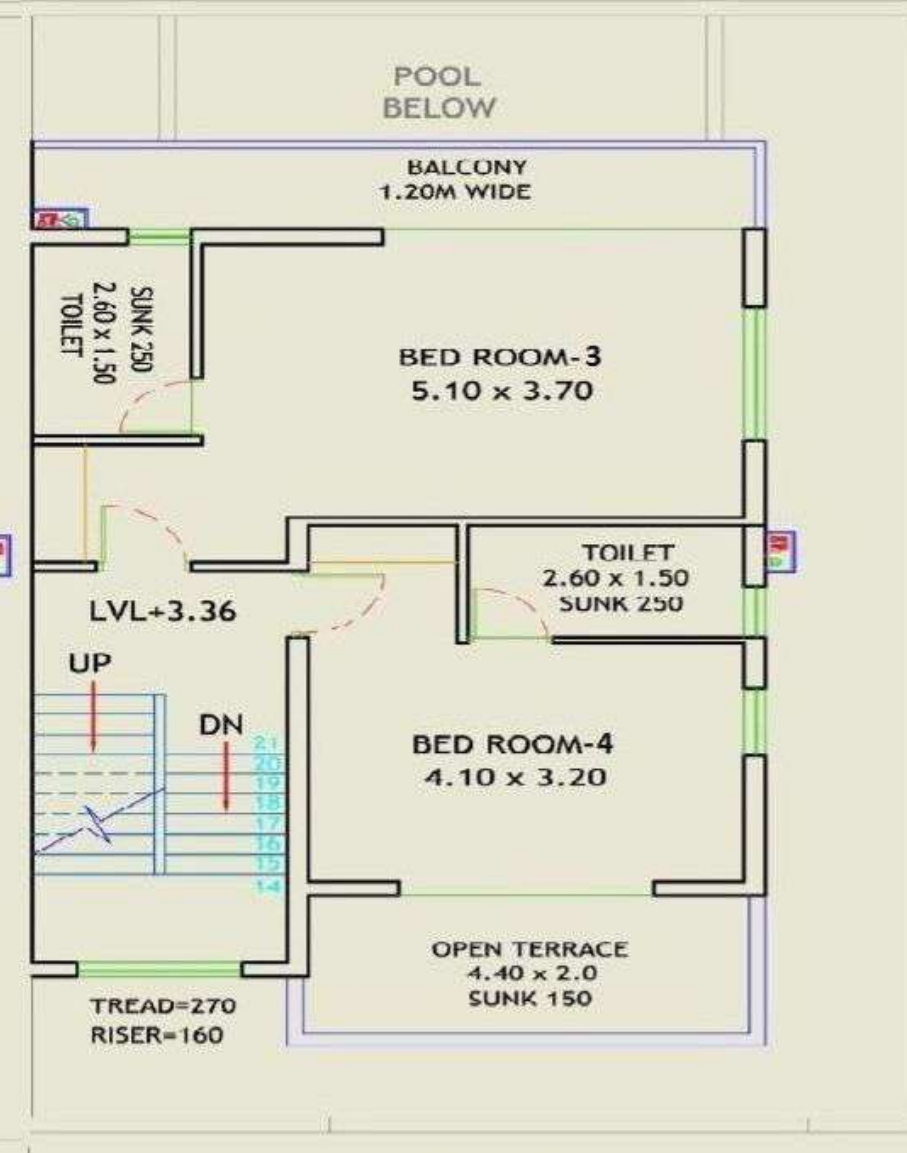 POOL
BELOW
BALCONY
1.20M WIDE
SUNK 250
2.60 x 1.50
TOILET
BED ROOM-3
5.10 x 3.70
TOILET
2.60 x 1.50
SUNK 250
LVL+3.36
UP
DN
21
20
19
18
17
16
15
14
BED ROOM-4
4.10 x 3.20
OPEN TERRACE
4.40 x 2.0
SUNK 150
TREAD=270
RISER=160